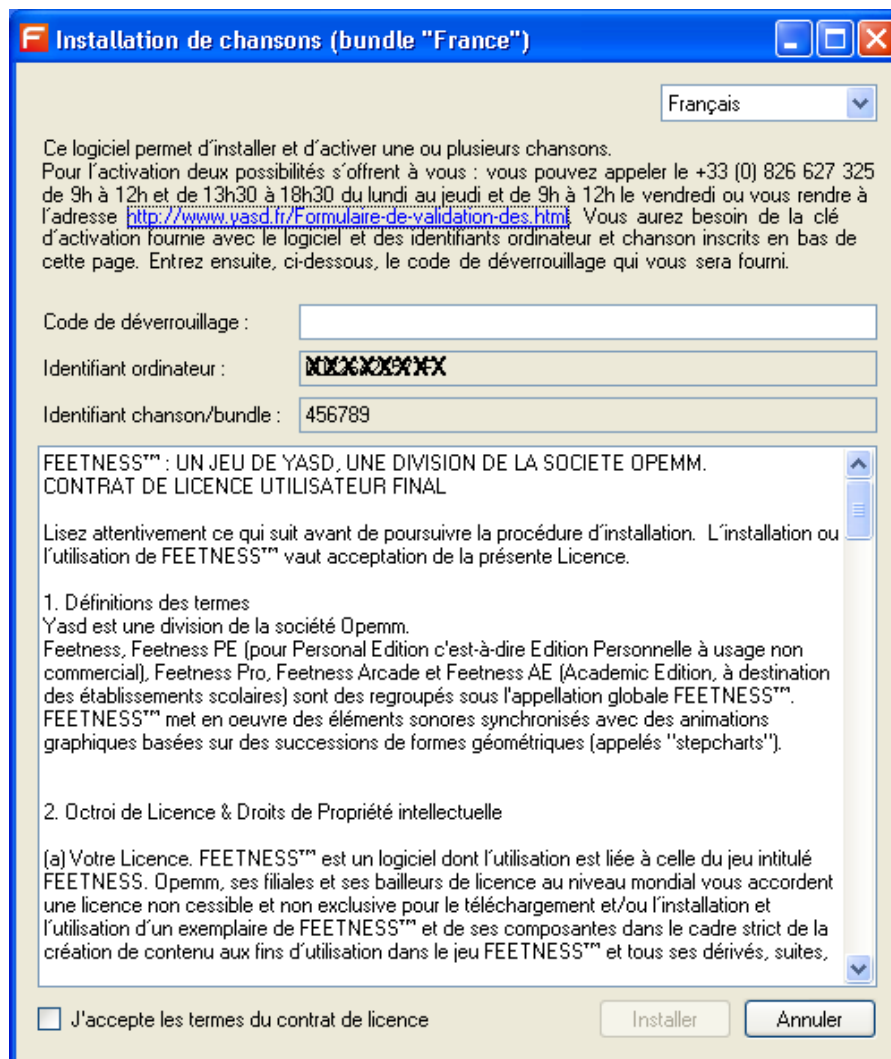 Installation de chansons (bundle "France")
Français
Ce logiciel permet d´installer et d´activer une ou plusieurs chansons.
Pour l´activation deux possibilités s´offrent à vous : vous pouvez appeler le +33 (0) 826 627 325
de 9h à 12h et de 13h30 à 18h30 du lundi au jeudi et de 9h à 12h le vendredi ou vous rendre à
l´adresse http://www.yasd.fr/Formulaire-de-validation-des.html. Vous aurez besoin de la clé
d´activation fournie avec le logiciel et des identifiants ordinateur et chanson inscrits en bas de
cette page. Entrez ensuite, ci-dessous, le code de déverrouillage qui vous sera fourni.
Code de déverrouillage :
Identifiant ordinateur :
Identifiant chanson/bundle : 456789
FEETNESS™ : UN JEU DE YASD, UNE DIVISION DE LA SOCIETE OPEMM.
CONTRAT DE LICENCE UTILISATEUR FINAL
Lisez attentivement ce qui suit avant de poursuivre la procédure d´installation. L´installation ou
l´utilisation de FEETNESS™ vaut acceptation de la présente Licence.
1. Définitions des termes
Yasd est une division de la société Opemm.
Feetness, Feetness PE (pour Personal Edition c'est-à-dire Edition Personnelle à usage non
commercial), Feetness Pro, Feetness Arcade et Feetness AE (Academic Edition, à destination
des établissements scolaires) sont des regroupés sous l'appellation globale FEETNESS™.
FEETNESS™ met en oeuvre des éléments sonores synchronisés avec des animations
graphiques basées sur des successions de formes géométriques (appelés "stepcharts").
2. Octroi de Licence & Droits de Propriété intellectuelle
(a) Votre Licence. FEETNESS™ est un logiciel dont l´utilisation est liée à celle du jeu intitulé
FEETNESS. Opemm, ses filiales et ses bailleurs de licence au niveau mondial vous accordent
une licence non cessible et non exclusive pour le téléchargement et/ou l´installation et
l´utilisation d´un exemplaire de FEETNESS™ et de ses composantes dans le cadre strict de la
création de contenu aux fins d´utilisation dans le jeu FEETNESS™ et tous ses dérivés, suites,
J'accepte les termes du contrat de licence
Installer
Annuler